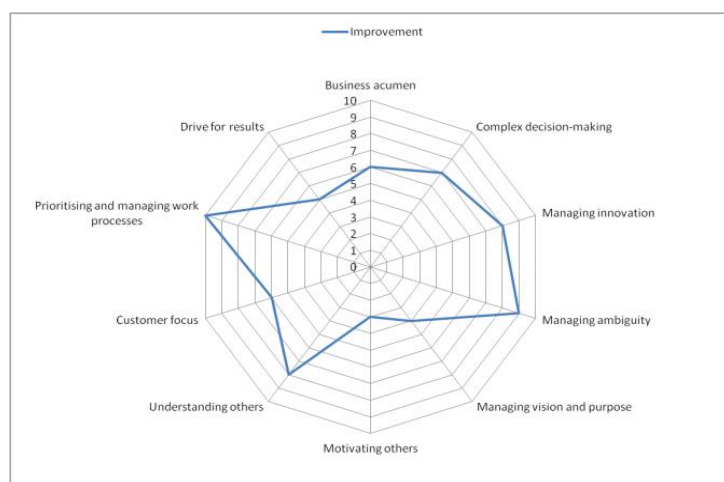 Improvement
Business acumen
10
9
8
7
6
5
4
3
2
1
0
Complex decision-making
Managing innovation
Managing ambiguity
Managing vision and purpose
Motivating others
Understanding others
Customer focus
Prioritising and managing work
processes
Drive for results